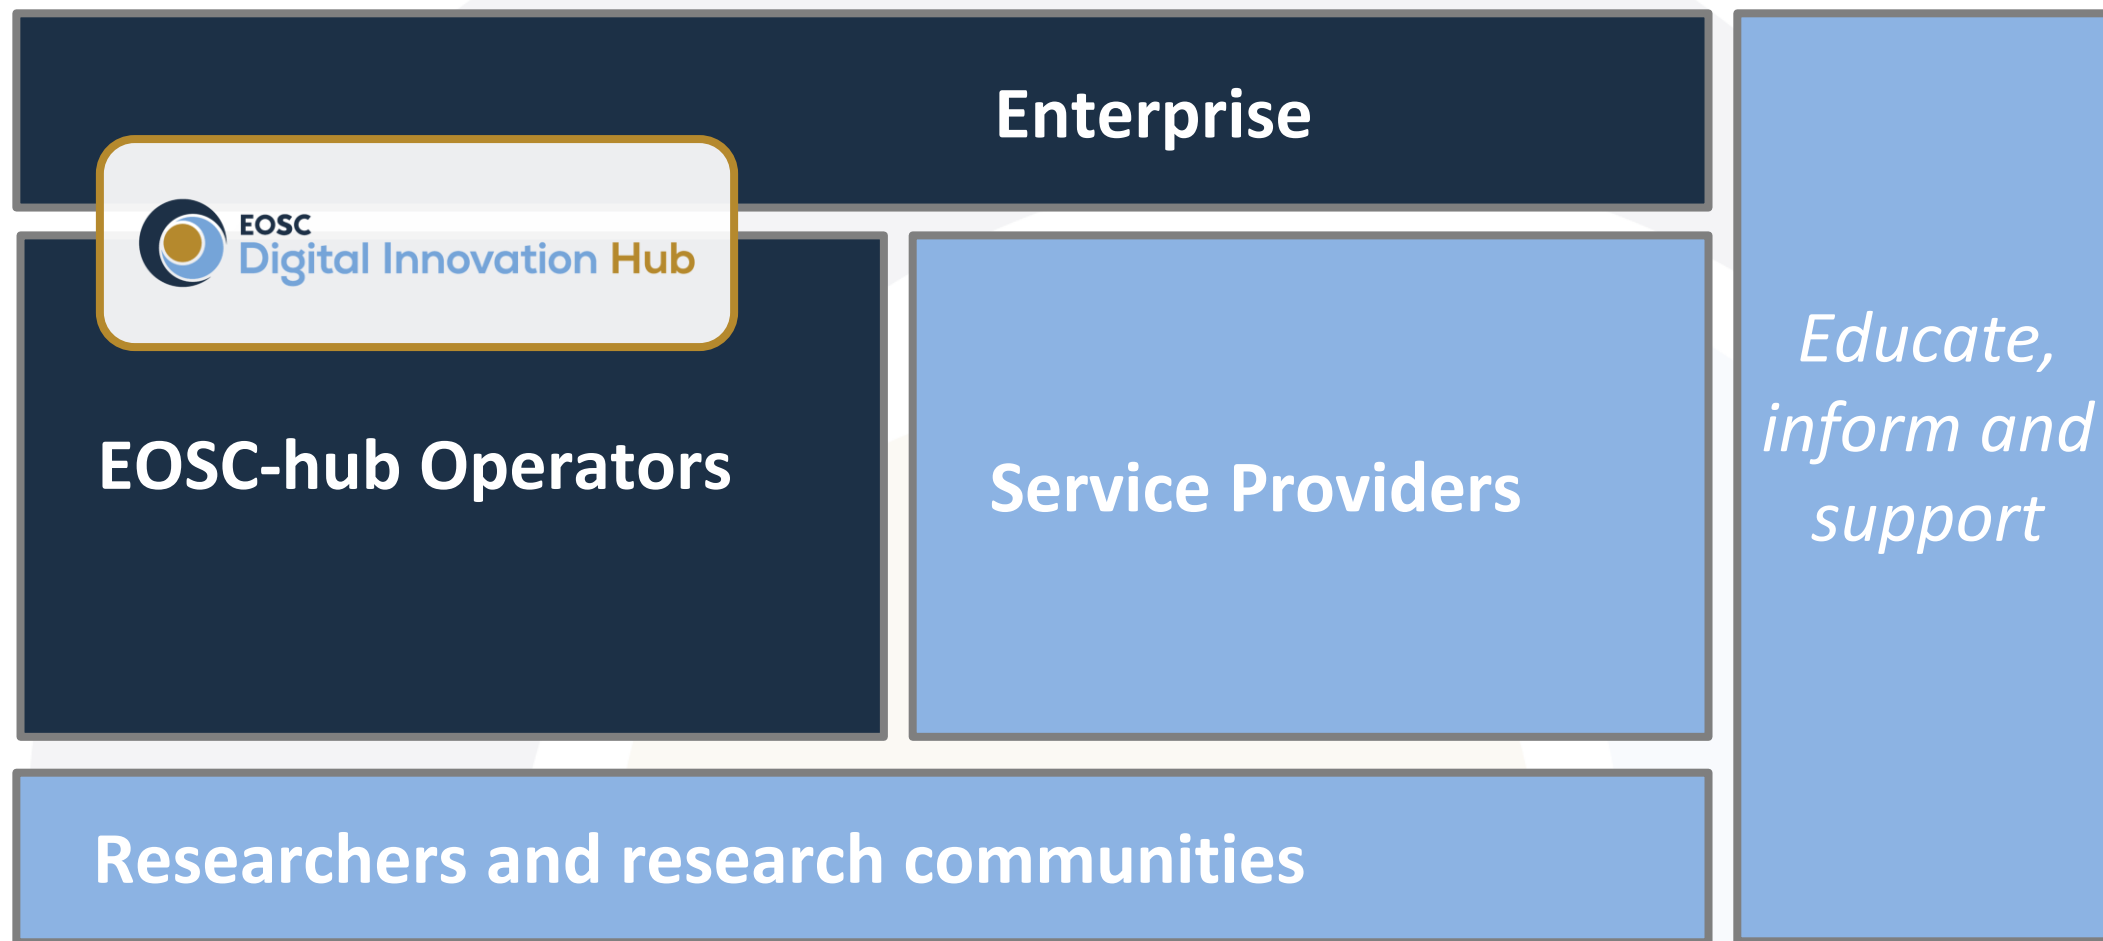 Enterprise
EOSC
Digital Innovation Hub
EOSC-hub Operators
Service Providers
Researchers and research communities
Educate,
inform and
support